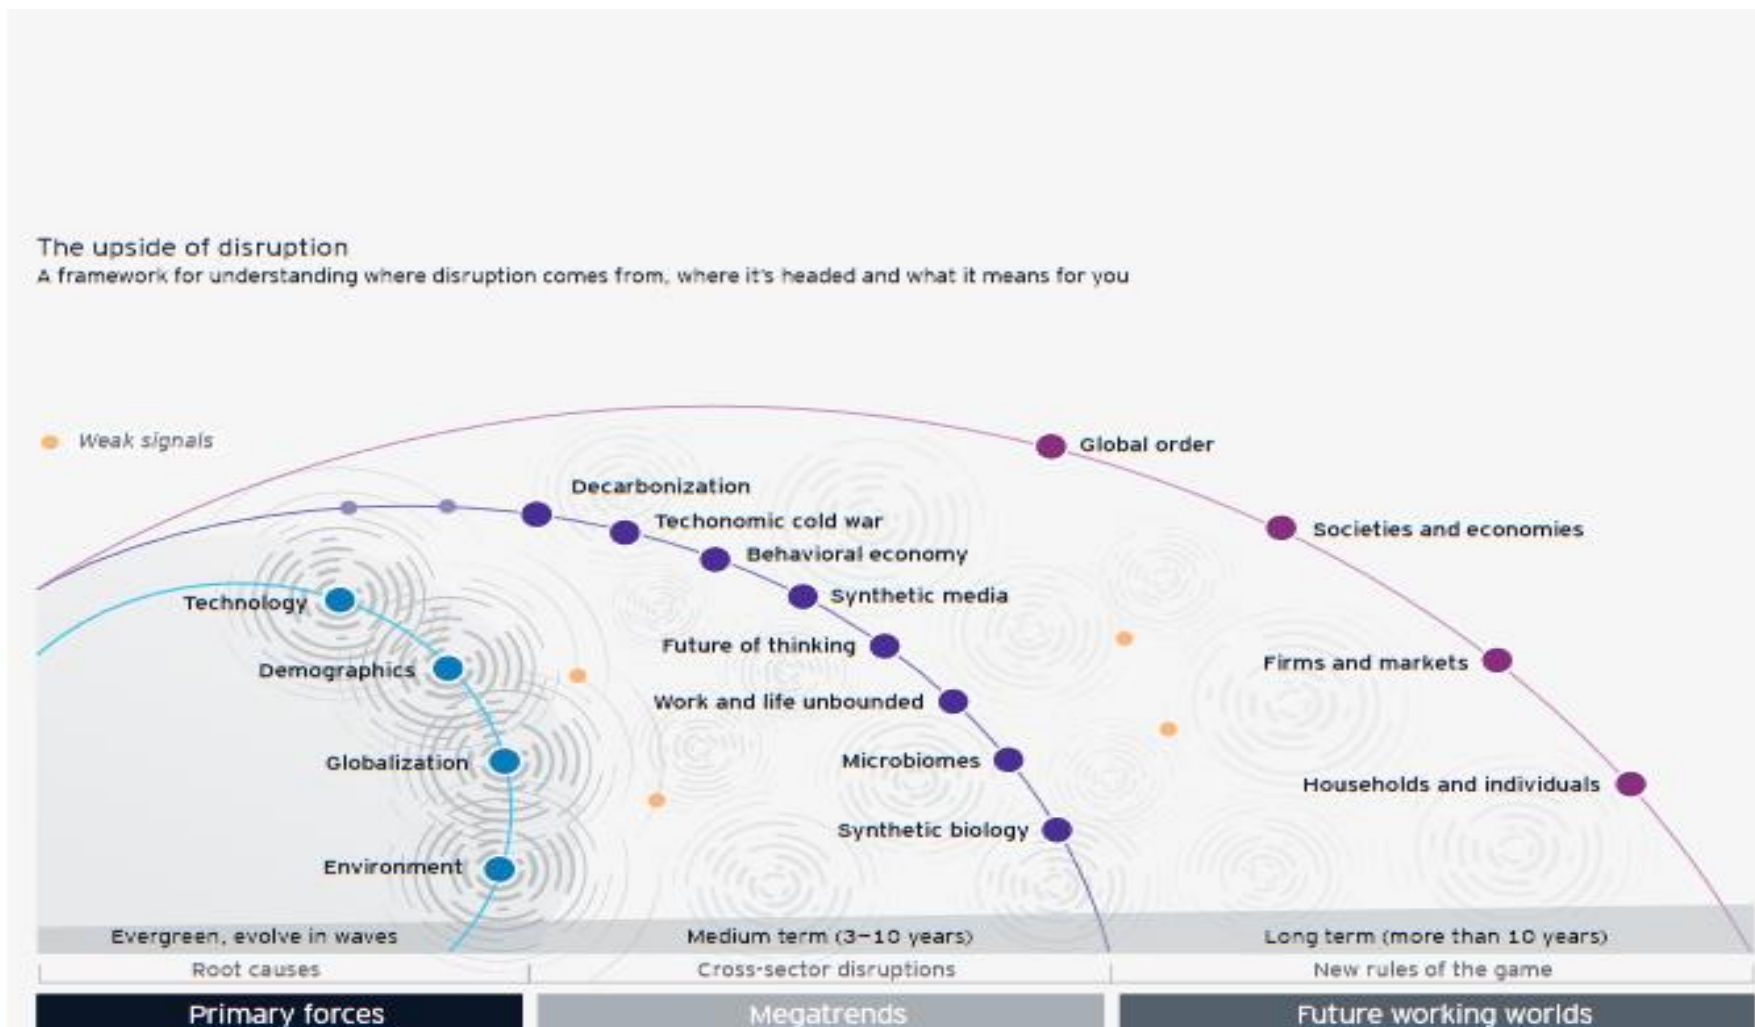 The upside of disruption
A framework for understanding where disruption comes from, where it's headed and what it means for you
Weak signals
Global order
Decarbonization
Techonomic cold war
Societies and economies
Behavioral economy
Synthetic media
Technology
Future of thinking
Firms and markets
Demographics
Work and life unbounded
Globalization
Microbiomes
Households and individuals
Synthetic biology
Environment
Evergreen, evolve in waves
Medium term (3–10 years)
Long term (more than 10 years)
Root causes
Cross-sector disruptions
New rules of the game
Primary forces
Megatrends
Future working worlds